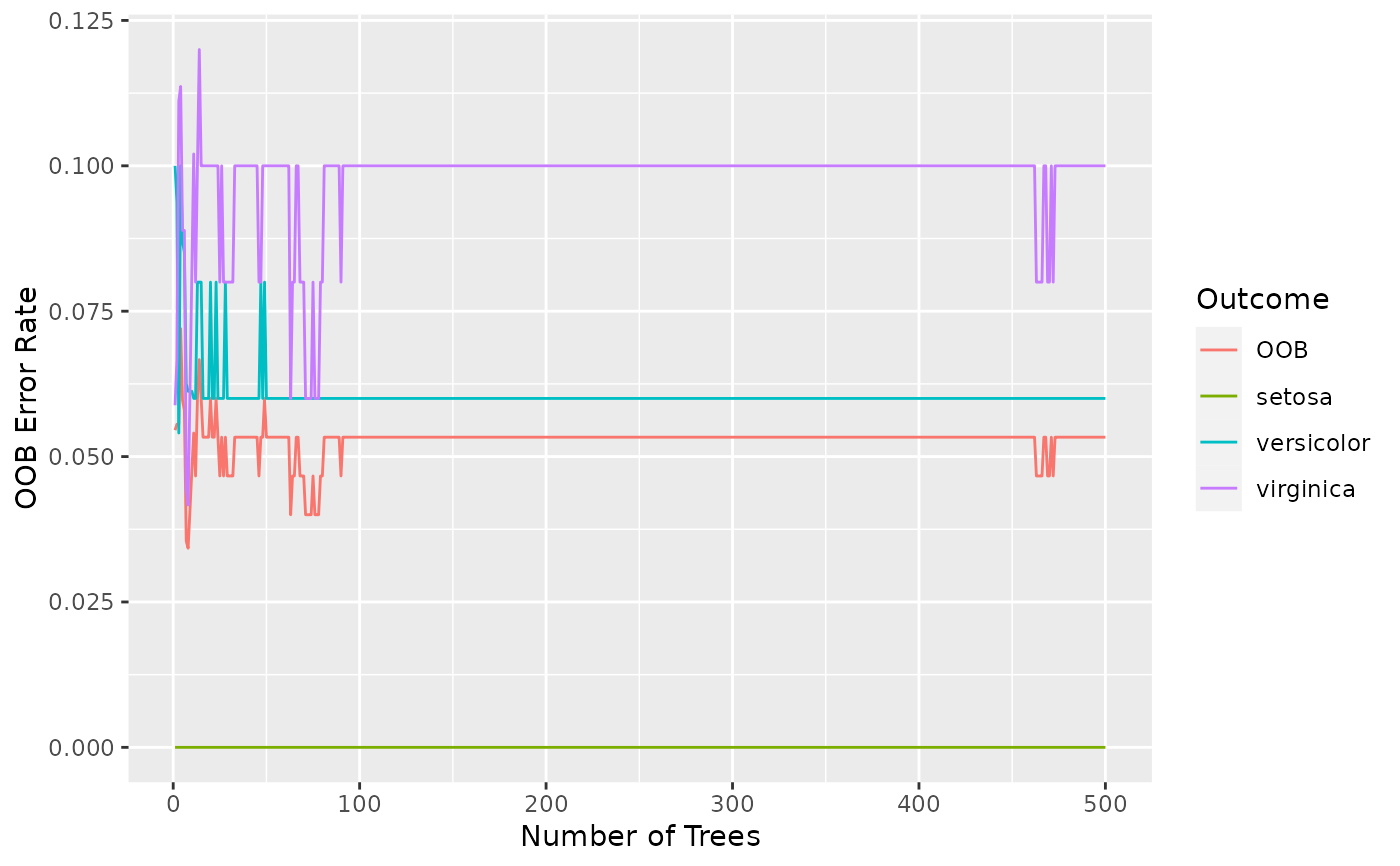 0.125
0.100
0.075
0.050
0.025
0.000
OOB Error Rate
0 100 200 300 400 500
Number of Trees
Outcome
OOB
setosa
versicolor
virginica